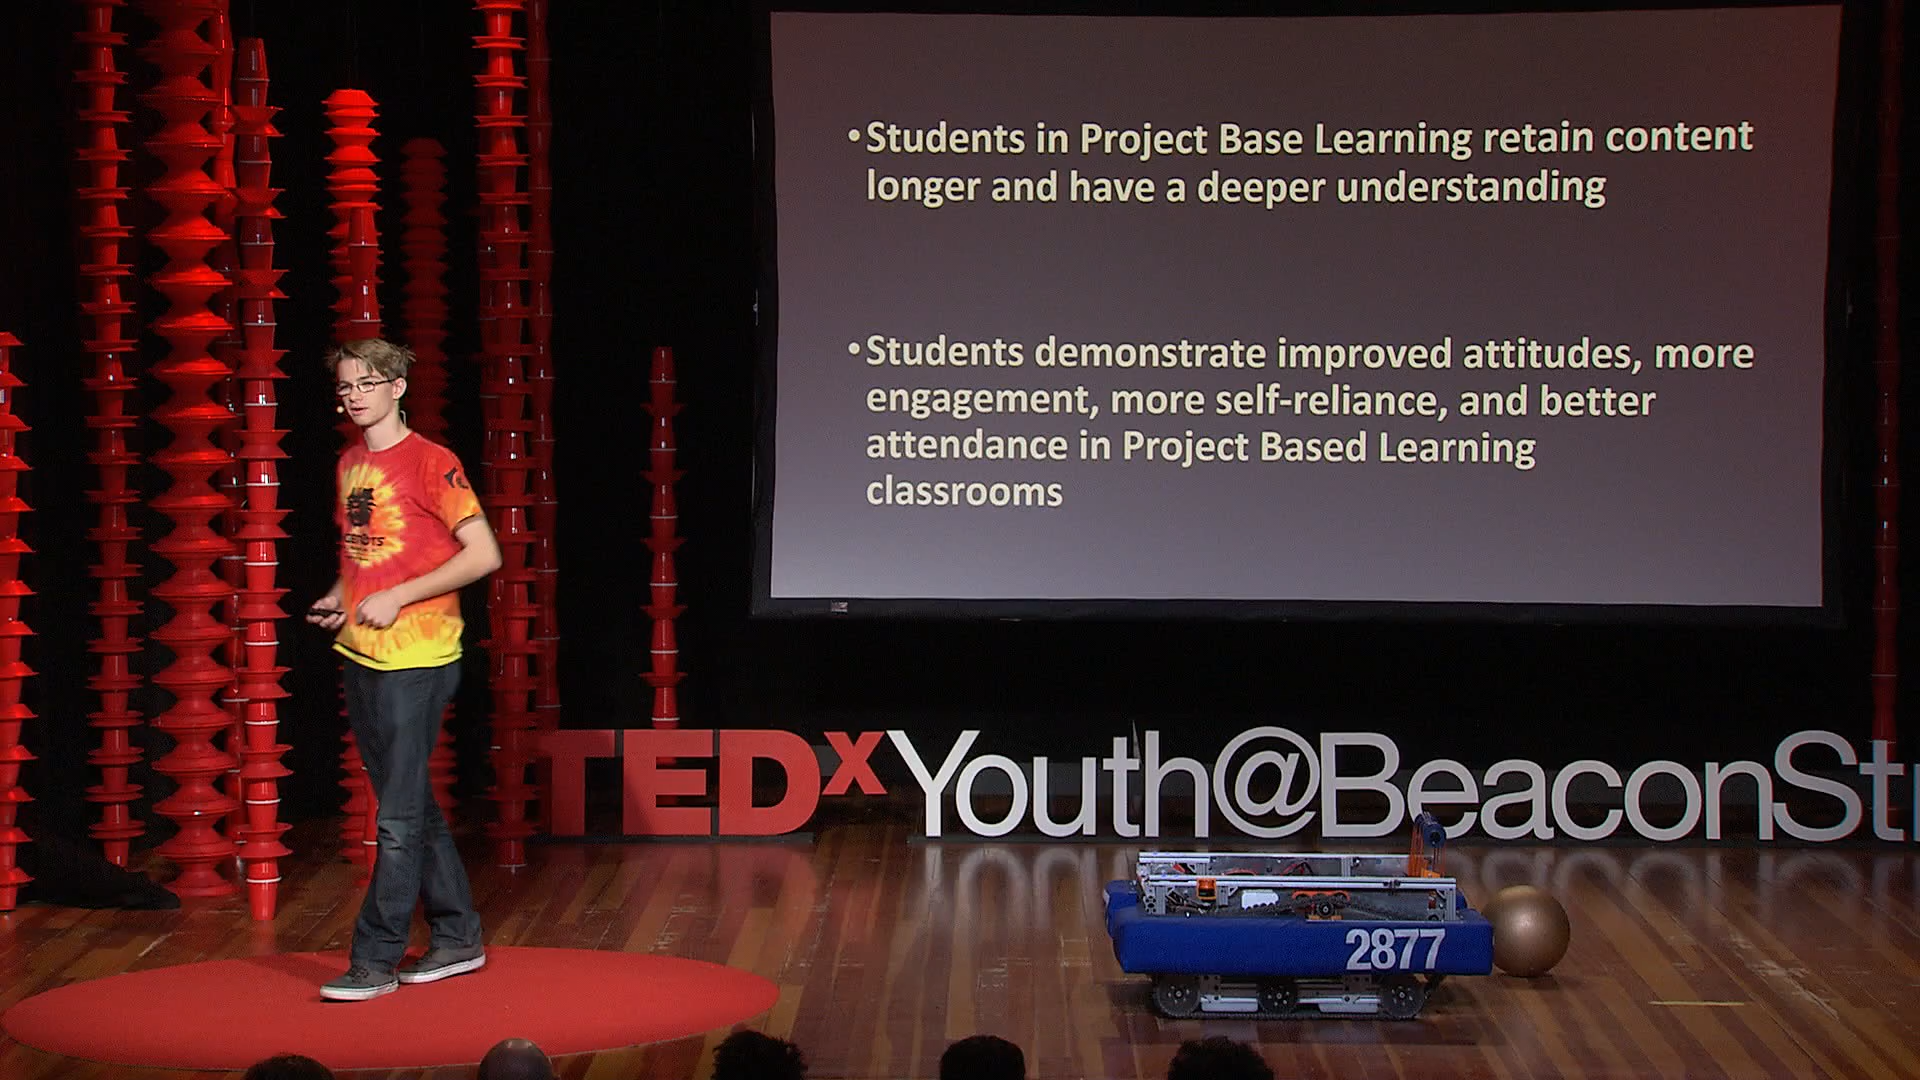 •Students in Project Base Learning retain content
longer and have a deeper understanding
•Students demonstrate improved attitudes, more
engagement, more self-reliance, and better
attendance in Project Based Learning
classrooms
TEDxYouth@BeaconSt
2877